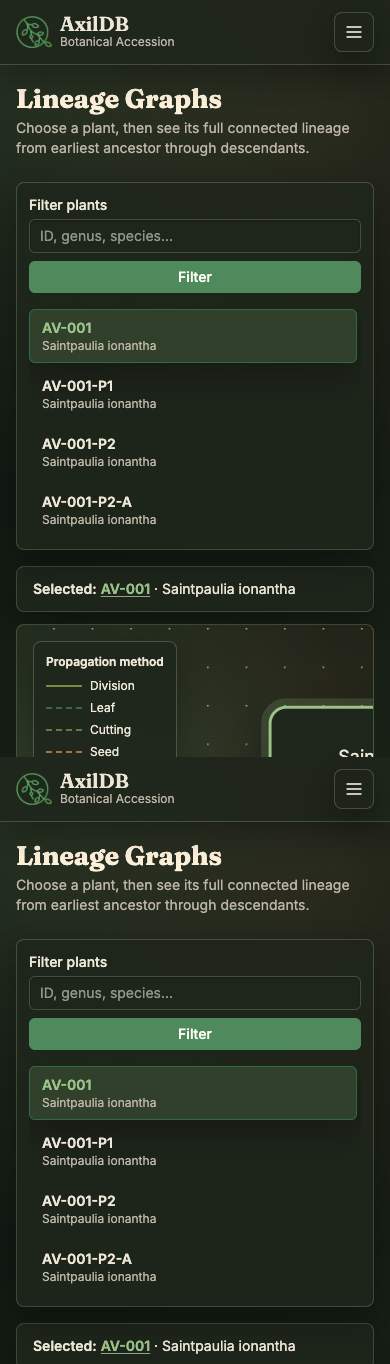 AxilDB
Botanical Accession
Lineage Graphs
Choose a plant, then see its full connected lineage
from earliest ancestor through descendants.
Filter plants
ID, genus, species...
Filter
AV-001
Saintpaulia ionantha
AV-001-P1
Saintpaulia ionantha
AV-001-P2
Saintpaulia ionantha
AV-001-P2-A
Saintpaulia ionantha
Selected: AV-001 · Saintpaulia ionantha
Propagation method
Division
Leaf
Cutting
Seed
AxilDB
Botanical Accession
Lineage Graphs
Choose a plant, then see its full connected lineage
from earliest ancestor through descendants.
Filter plants
ID, genus, species...
Filter
AV-001
Saintpaulia ionantha
AV-001-P1
Saintpaulia ionantha
AV-001-P2
Saintpaulia ionantha
AV-001-P2-A
Saintpaulia ionantha
Selected: AV-001 · Saintpaulia ionantha